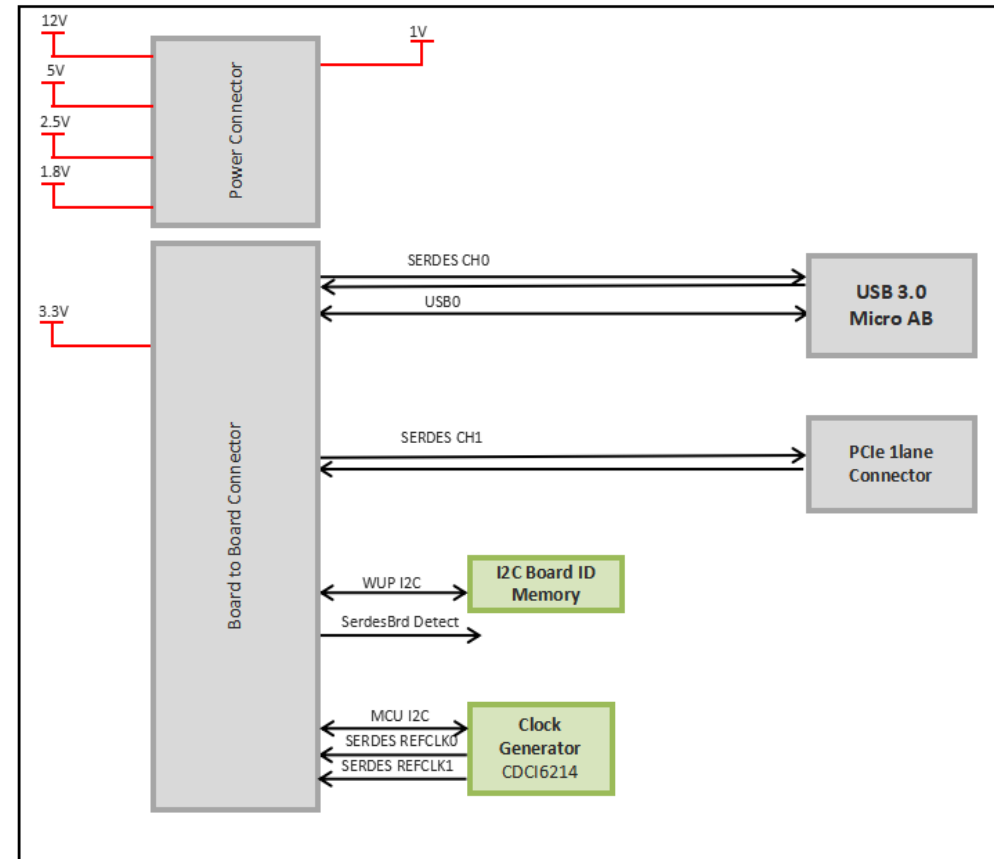 12V
1V
5V
2.5V
1.8V
Power Connector
3.3V
Board to Board Connector
SERDES CH0
USB0
USB 3.0
Micro AB
SERDES CH1
PCIe 1lane
Connector
WUP I2C
I2C Board ID
Memory
SerdesBrd Detect
MCU I2C
SERDES REFCLK0
SERDES REFCLK1
Clock
Generator
CDCI6214